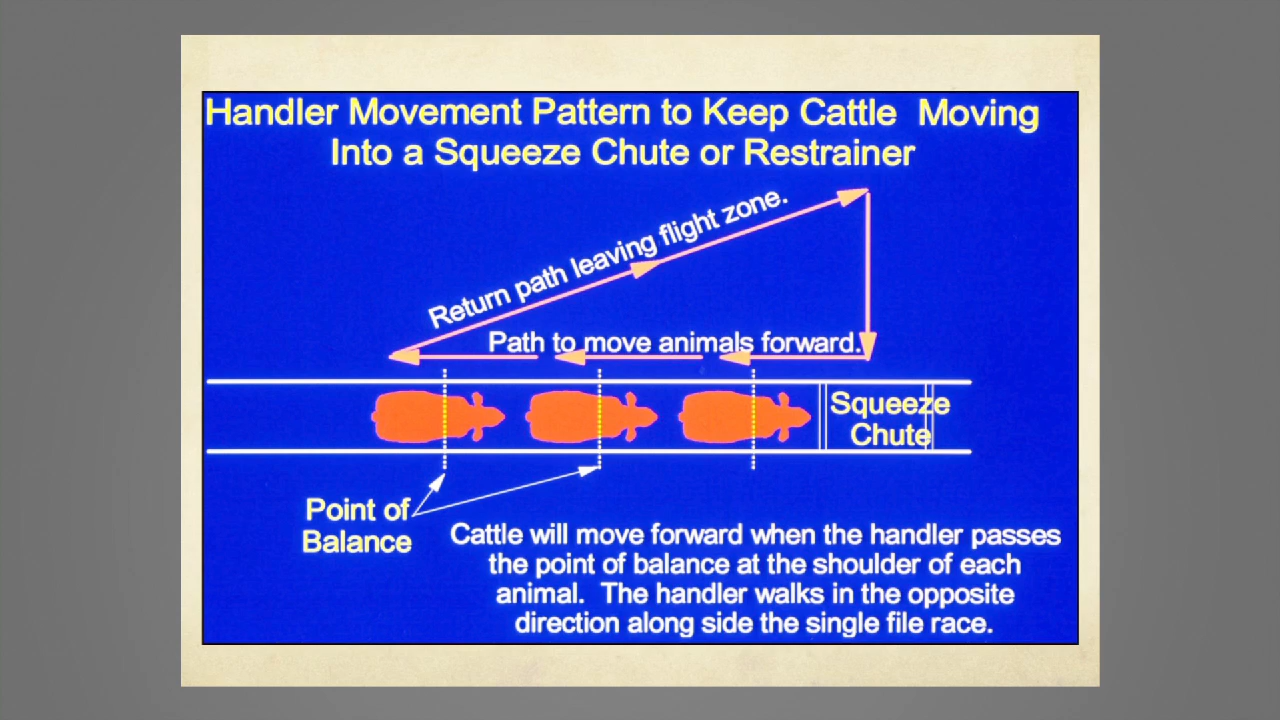 Handler Movement Pattern to Keep Cattle Moving
Into a Squeeze Chute or Restrainer
Return path leaving flight zone.
Path to move animals forward.
Squeeze
Chute
Point of
Balance
Cattle will move forward when the handler passes
the point of balance at the shoulder of each
animal. The handler walks in the opposite
direction along side the single file race.